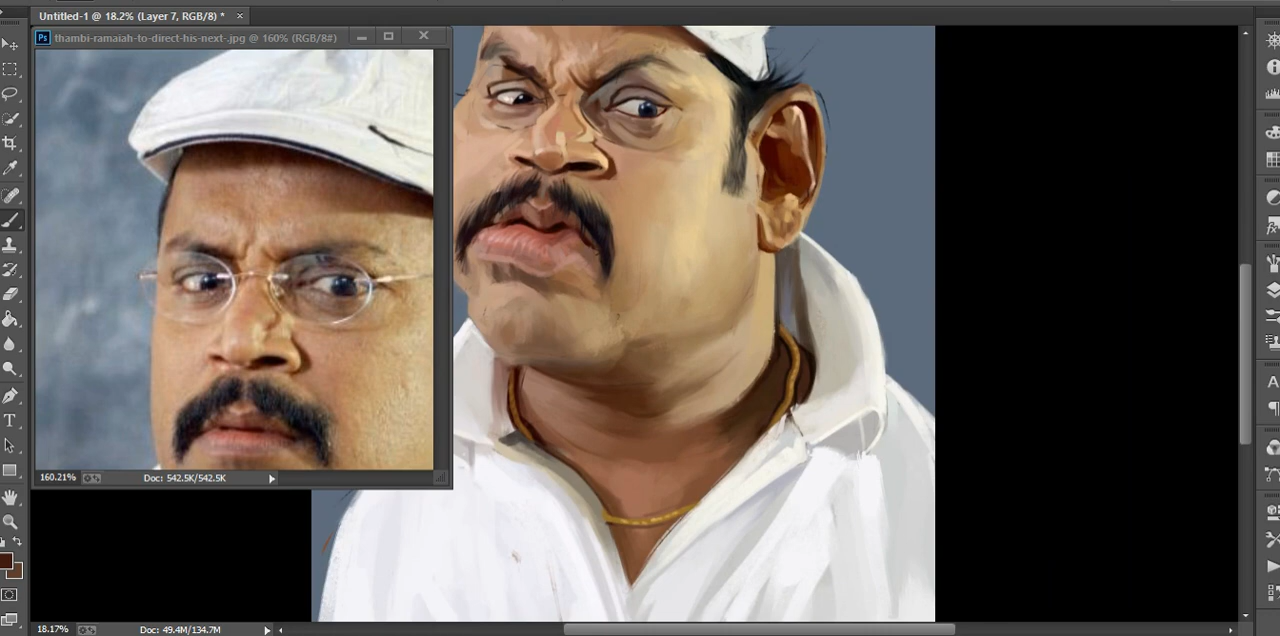 Untitled-1 @ 18.2% (Layer 7, RGB/8) * ×
Ps thambi-ramaiah-to-direct-his-next-.jpg @ 160% (RGB/8#)
160.21% Doc: 542.5K/542.5K
18.17% Doc: 49.4M/134.7M